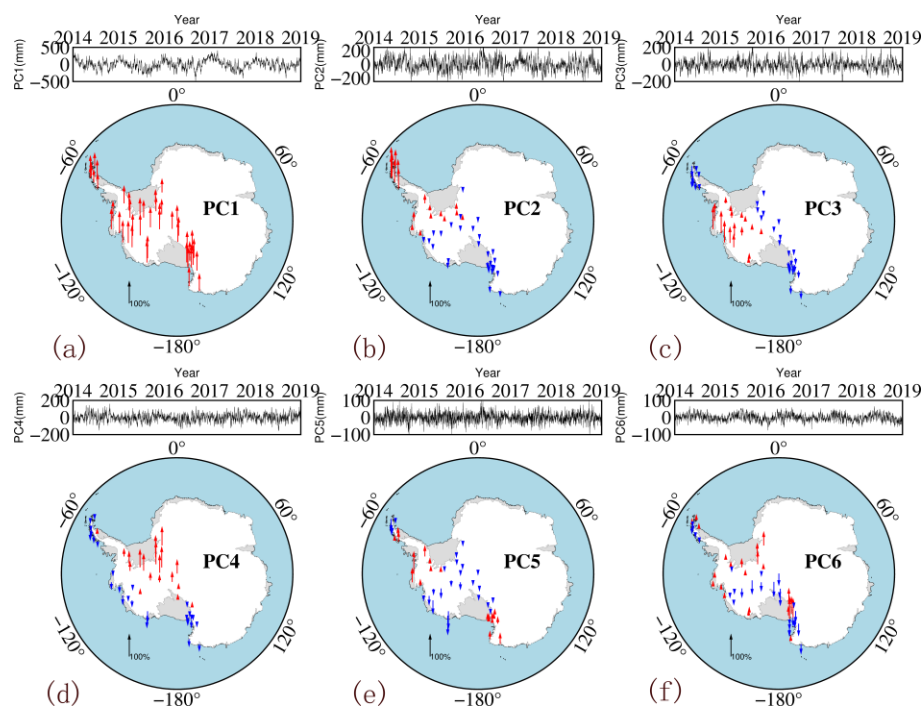 Year Year Year
2014 2015 2016 2017 2018 2019 2014 2015 2016 2017 2018 2019 2014 2015 2016 2017 2018 2019
PC1(mm) 500 0 −500 PC2(mm) 200 0 −200 PC3(mm) 200 0 −200
0° 0° 0°
−60° 60° −60° 60° −60° 60°
PC1 PC2 PC3
−120° 100% 120° −120° 100% 120° −120° 100% 120°
(a) −180° (b) −180° (c) −180°
Year Year Year
2014 2015 2016 2017 2018 2019 2014 2015 2016 2017 2018 2019 2014 2015 2016 2017 2018 2019
PC4(mm) 200 0 −200 PC5(mm) 100 0 −100 PC6(mm) 100 0 −100
0° 0° 0°
−60° 60° −60° 60° −60° 60°
PC4 PC5 PC6
−120° 100% 120° −120° 100% 120° −120° 100% 120°
(d) −180° (e) −180° (f) −180°